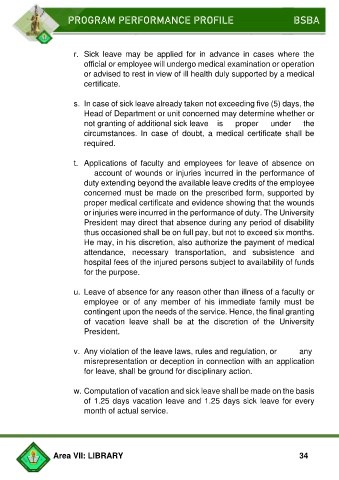 PROGRAM PERFORMANCE PROFILE BSBA
r. Sick leave may be applied for in advance in cases where the
official or employee will undergo medical examination or operation
or advised to rest in view of ill health duly supported by a medical
certificate.
s. In case of sick leave already taken not exceeding five (5) days, the
Head of Department or unit concerned may determine whether or
not granting of additional sick leave is proper under the
circumstances. In case of doubt, a medical certificate shall be
required.
t. Applications of faculty and employees for leave of absence on
account of wounds or injuries incurred in the performance of
duty extending beyond the available leave credits of the employee
concerned must be made on the prescribed form, supported by
proper medical certificate and evidence showing that the wounds
or injuries were incurred in the performance of duty. The University
President may direct that absence during any period of disability
thus occasioned shall be on full pay, but not to exceed six months.
He may, in his discretion, also authorize the payment of medical
attendance, necessary transportation, and subsistence and
hospital fees of the injured persons subject to availability of funds
for the purpose.
u. Leave of absence for any reason other than illness of a faculty or
employee or of any member of his immediate family must be
contingent upon the needs of the service. Hence, the final granting
of vacation leave shall be at the discretion of the University
President.
v. Any violation of the leave laws, rules and regulation, or any
misrepresentation or deception in connection with an application
for leave, shall be ground for disciplinary action.
w. Computation of vacation and sick leave shall be made on the basis
of 1.25 days vacation leave and 1.25 days sick leave for every
month of actual service.
Area VII: LIBRARY 34